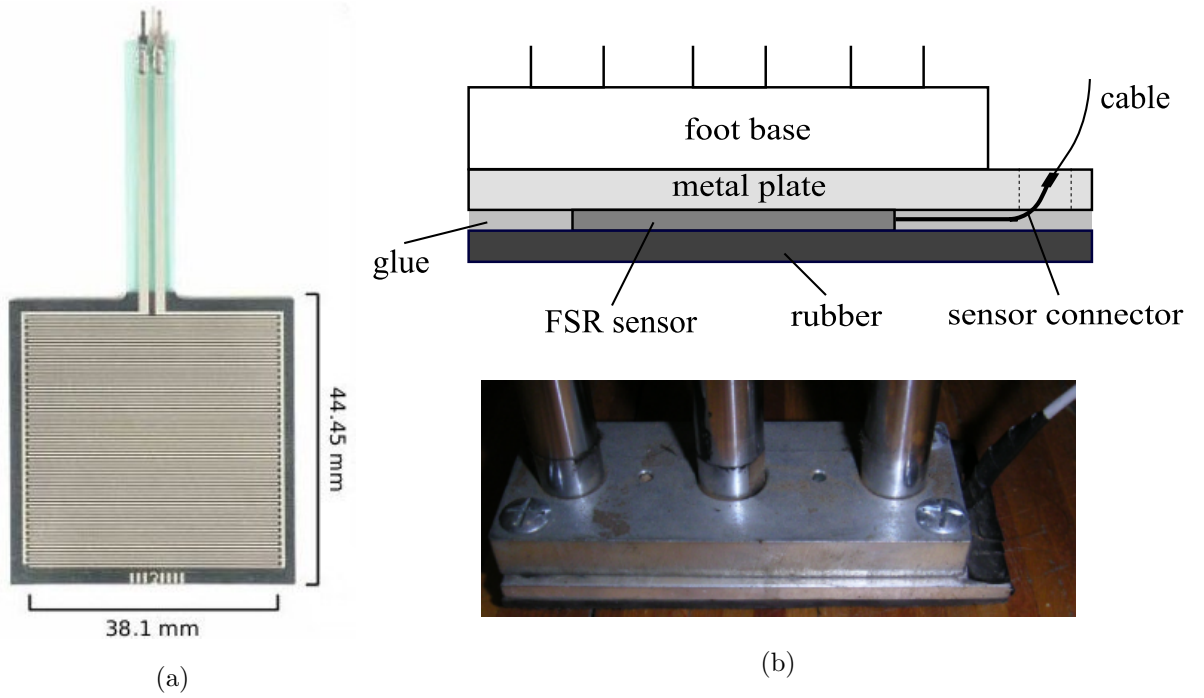 cable
foot base
metal plate
glue
FSR sensor
rubber
sensor connector
44.45 mm
38.1 mm
(a)
(b)